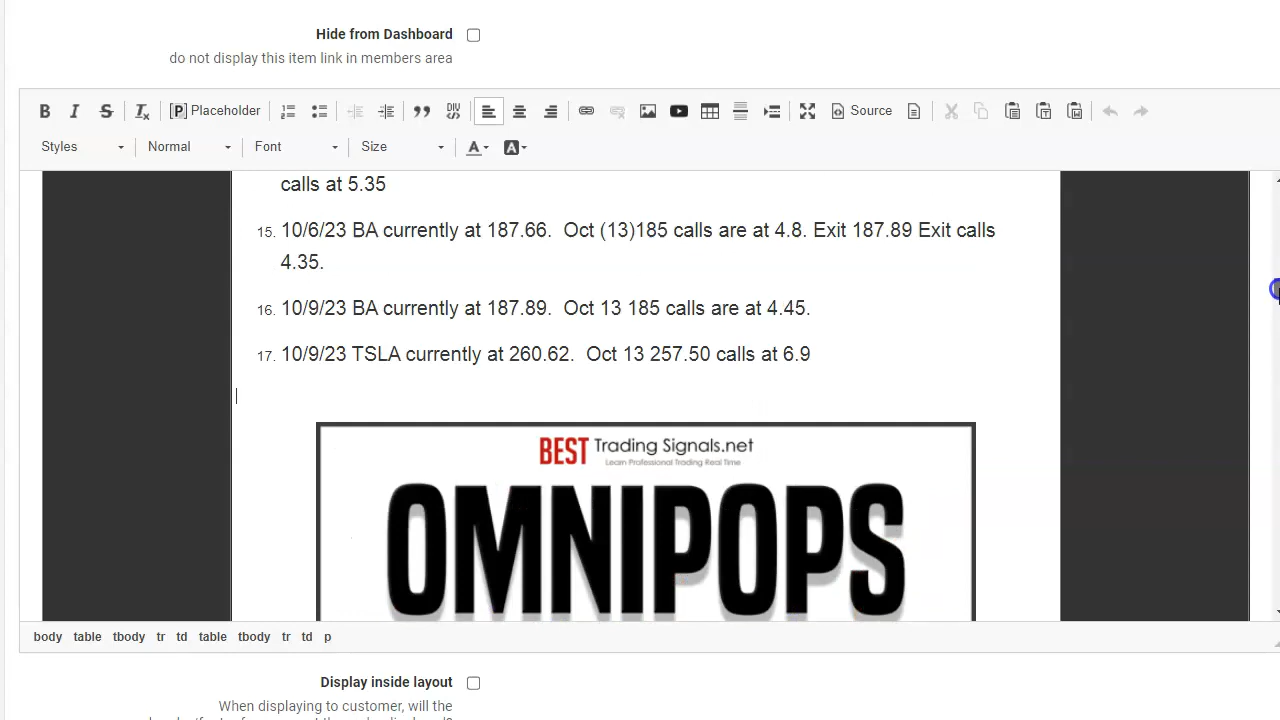 Hide from Dashboard
do not display this item link in members area
Placeholder
Source
Styles
Normal
Font
Size
calls at 5.35
15. 10/6/23 BA currently at 187.66.  Oct (13)185 calls are at 4.8. Exit 187.89 Exit calls
4.35.
16. 10/9/23 BA currently at 187.89.  Oct 13 185 calls are at 4.45.
17. 10/9/23 TSLA currently at 260.62.  Oct 13 257.50 calls at 6.9
BEST Trading Signals.net
Learn Professional Trading Real Time
OMNIPOPS
body table tbody tr td table tbody tr td p
Display inside layout
When displaying to customer, will the